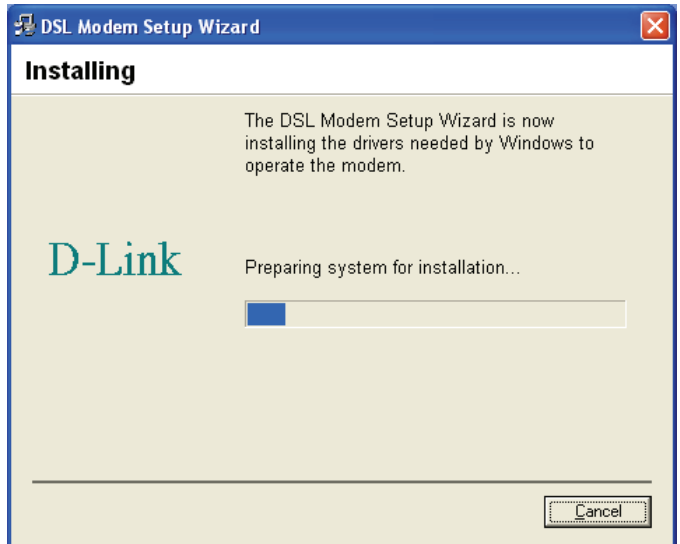 DSL Modem Setup Wizard
Installing
The DSL Modem Setup Wizard is now
installing the drivers needed by Windows to
operate the modem.
D-Link
Preparing system for installation...
Cancel